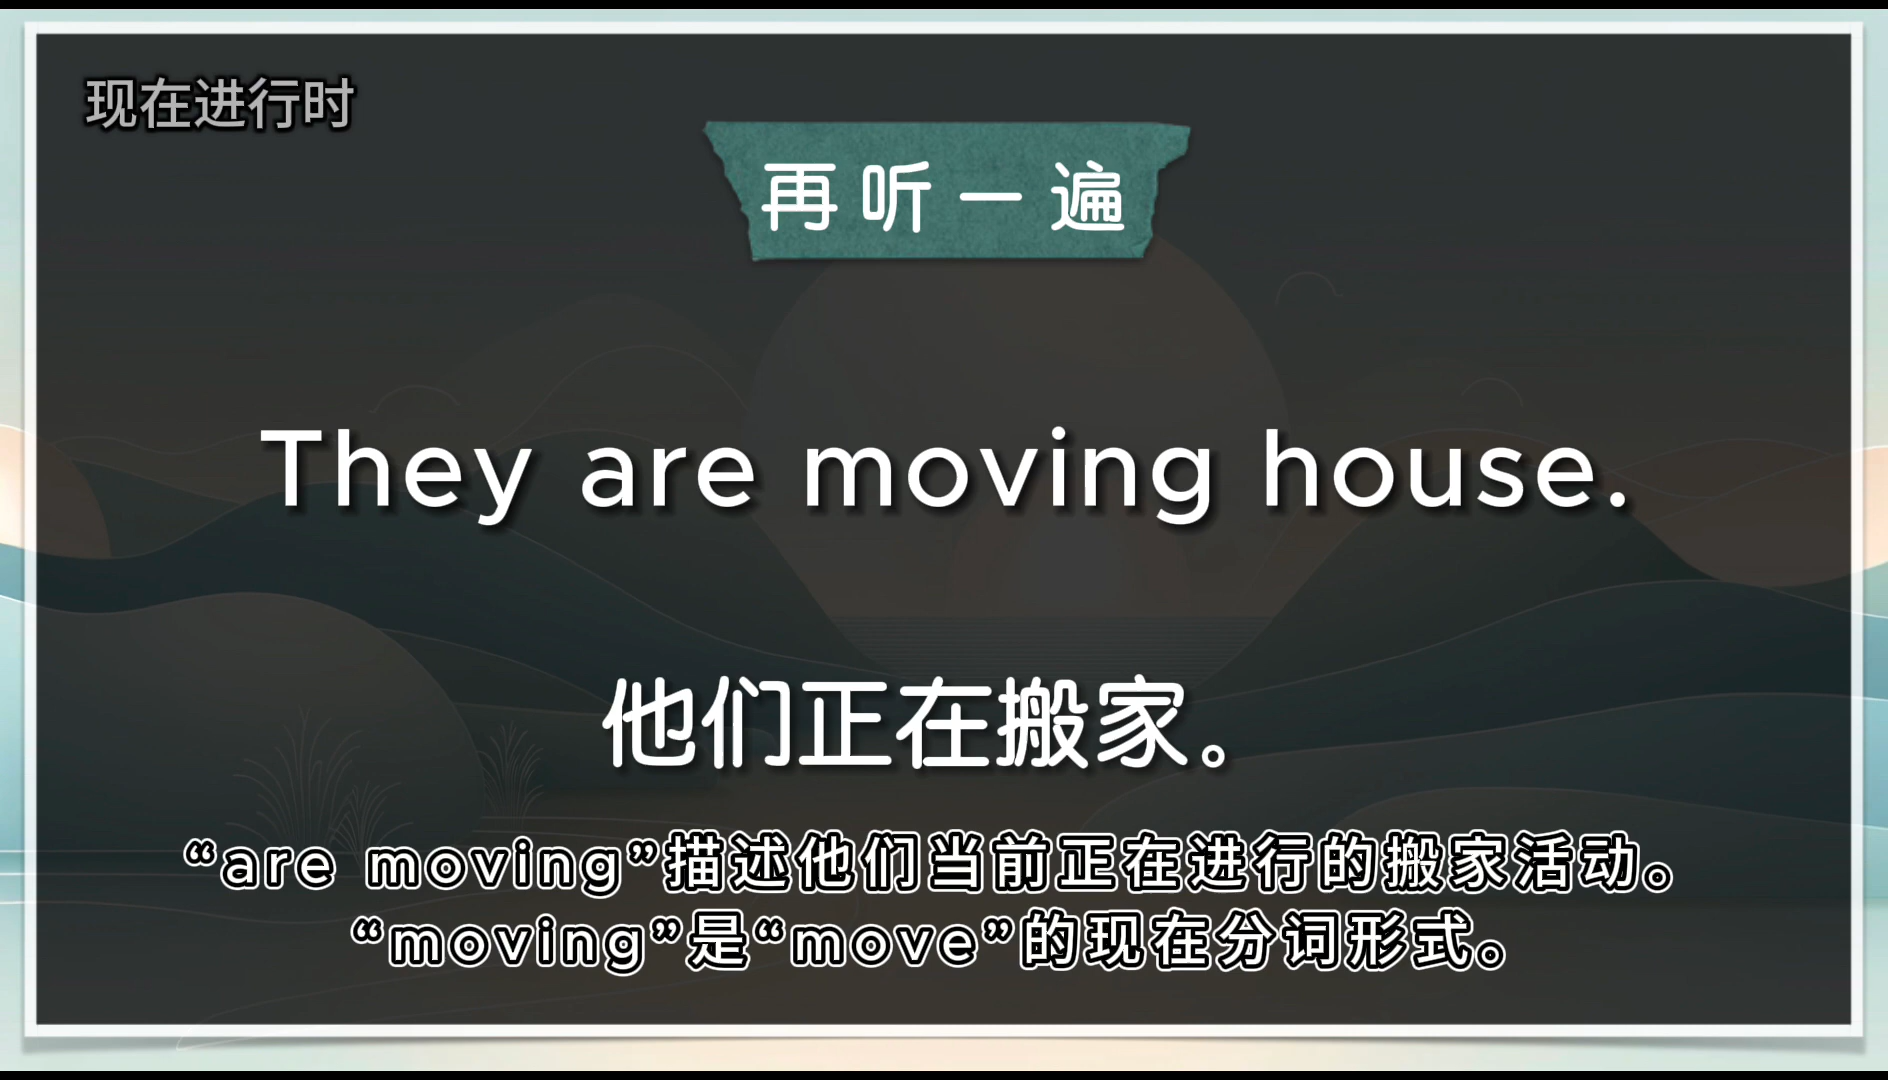 现在进行时
再听一遍
They are moving house.
他们正在搬家。
“are moving”描述他们当前正在进行的搬家活动。
“moving”是“move”的现在分词形式。